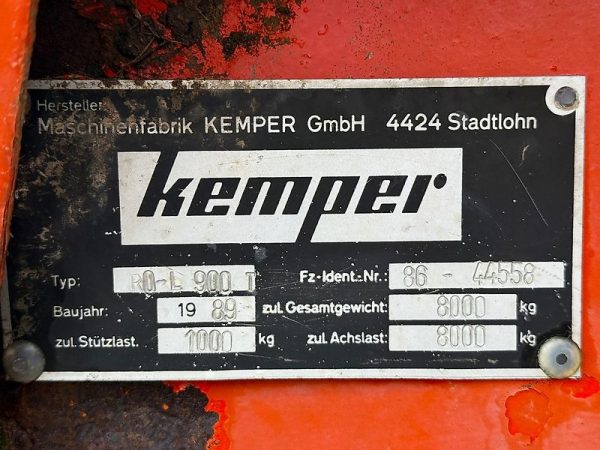 Hersteller:
Maschinenfabrik KEMPER GmbH 4424 Stadtlohn
kemper
Typ: RO-L 900 T Fz-Ident.-Nr.: 86 - 44558
Baujahr: 19 89 zul. Gesamtgewicht: 8000 kg
zul. Stützlast. 1000 kg zul. Achslast: 8000 kg